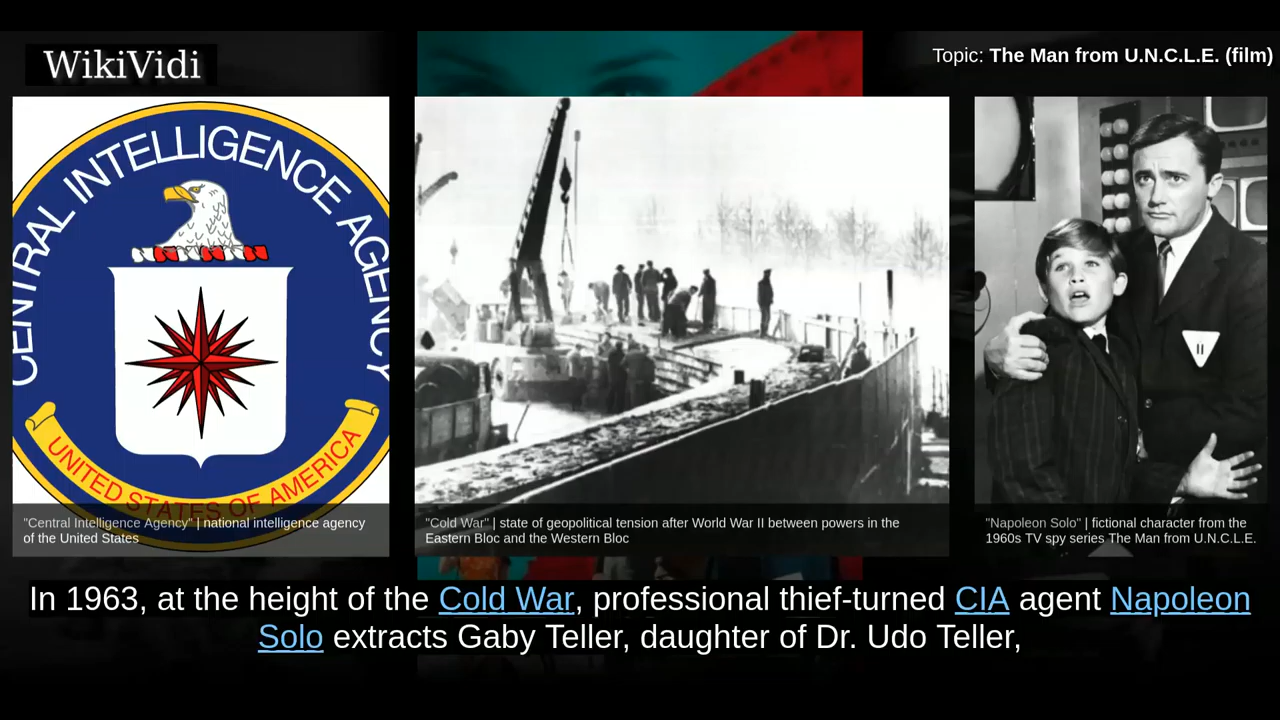 WikiVidi
Topic: The Man from U.N.C.L.E. (film)
CENTRAL INTELLIGENCE AGENCY
UNITED STATES OF AMERICA
"Central Intelligence Agency" | national intelligence agency
of the United States
"Cold War" | state of geopolitical tension after World War II between powers in the
Eastern Bloc and the Western Bloc
II
"Napoleon Solo" | fictional character from the
1960s TV spy series The Man from U.N.C.L.E.
In 1963, at the height of the Cold War, professional thief-turned CIA agent Napoleon
Solo extracts Gaby Teller, daughter of Dr. Udo Teller,